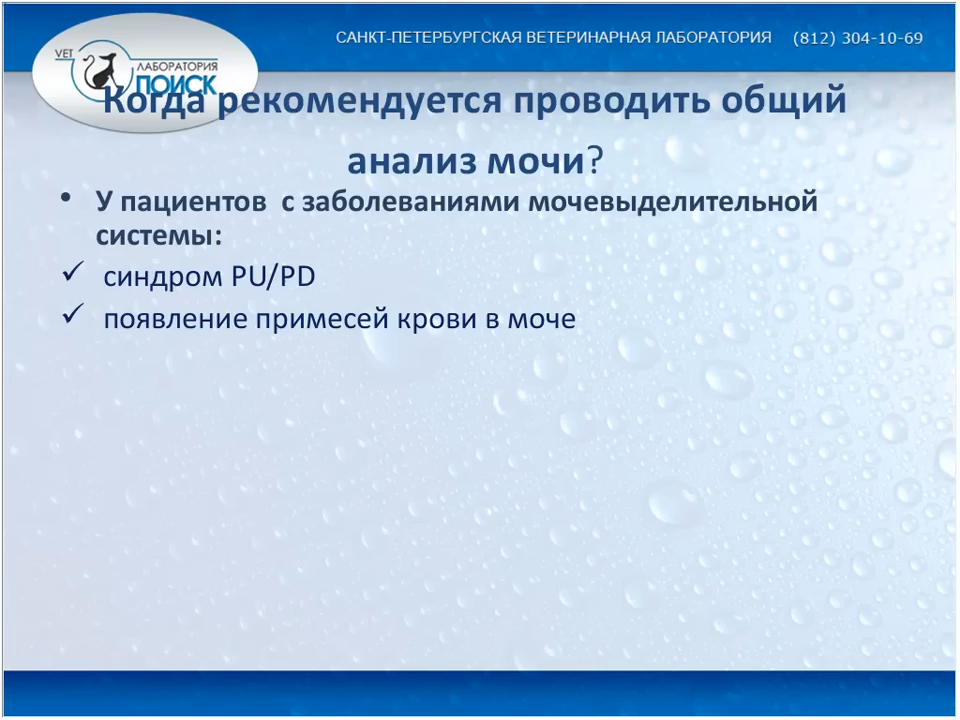 САНКТ-ПЕТЕРБУРГСКАЯ ВЕТЕРИНАРНАЯ ЛАБОРАТОРИЯ (812) 304-10-69
VET
ЛАБОРАТОРИЯ
ПОИСК
Когда рекомендуется проводить общий
анализ мочи?
• У пациентов с заболеваниями мочевыделительной
системы:
✓ синдром PU/PD
✓ появление примесей крови в моче